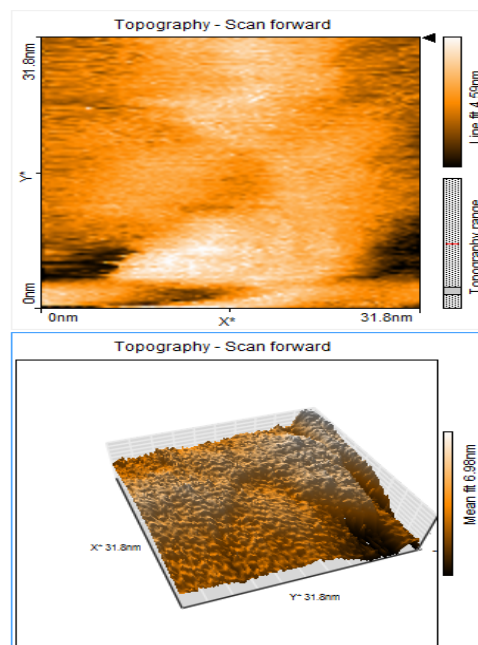 Topography - Scan forward
31.8nm
Y*
0nm
0nm
X*
31.8nm
Line fit 4.59nm
Topography range
Topography - Scan forward
X~ 31.8nm
Y~ 31.8nm
Mean fit 6.98nm